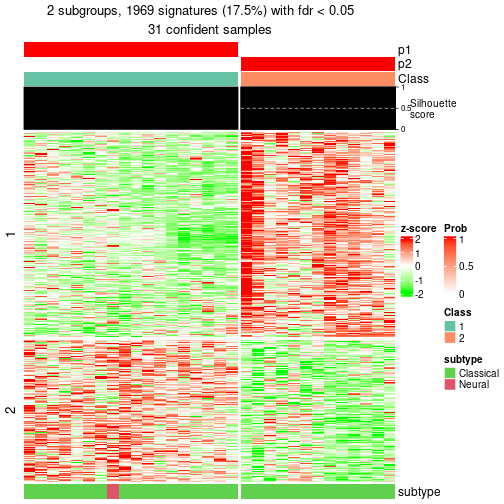 2 subgroups, 1969 signatures (17.5%) with fdr < 0.05
31 confident samples
p1
p2
Class
1
0.5
0
Silhouette
score
1
2
z-score
2
1
0
-1
-2
Prob
1
0.5
0
Class
1
2
subtype
Classical
Neural
subtype